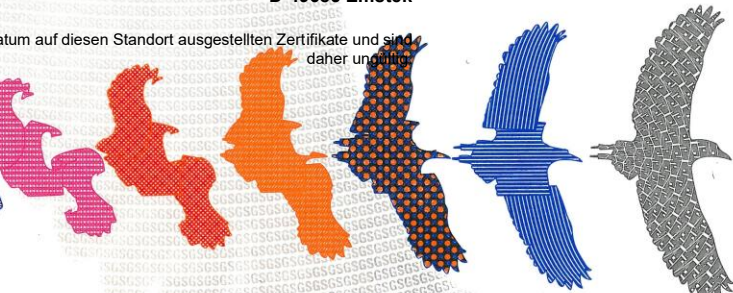 atum auf diesen Standort ausgestellten Zertifikate und sind
daher ungültig.